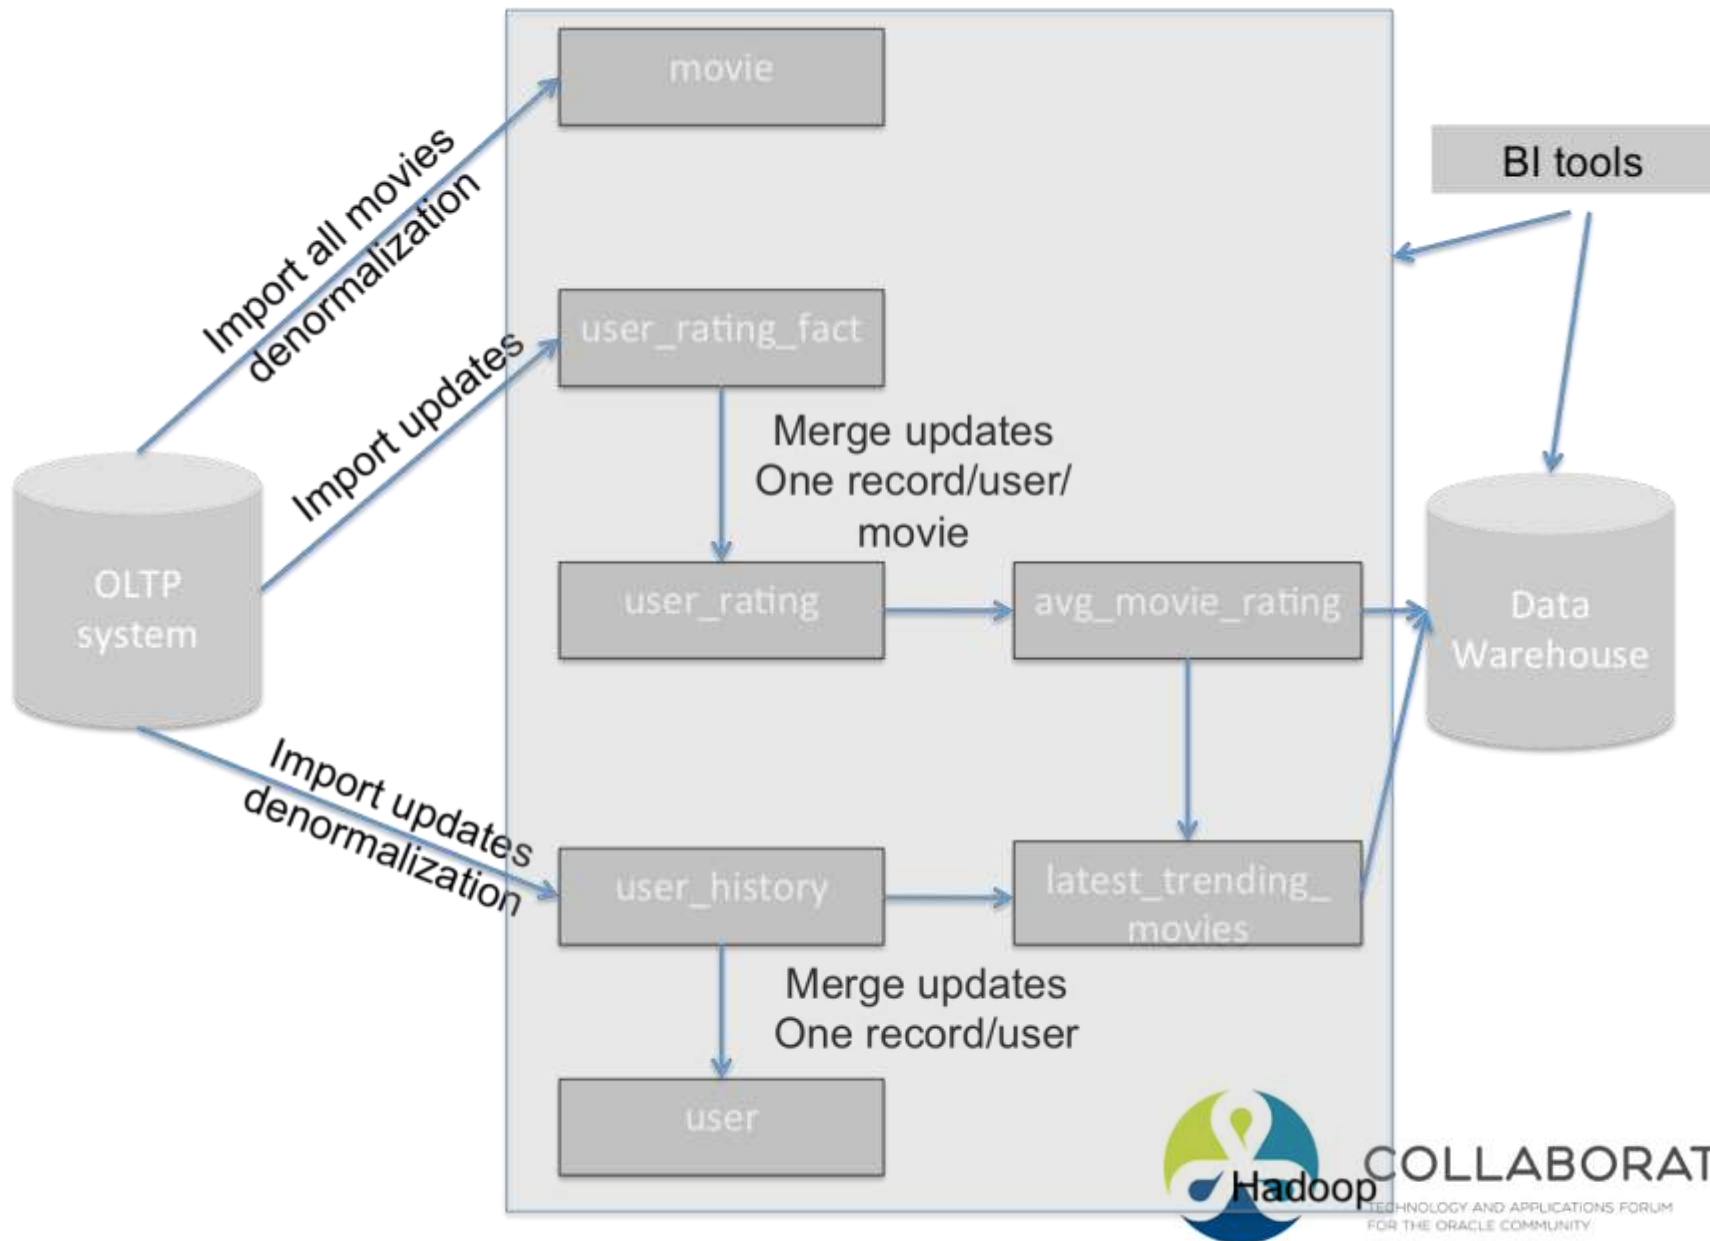 movie
BI tools
Import all movies
denormalization
user_rating_fact
Import updates
Merge updates
One record/user/
movie
OLTP
system
user_rating
avg_movie_rating
Data
Warehouse
Import updates
denormalization
user_history
latest_trending_
movies
Merge updates
One record/user
user
Hadoop
COLLABORAT
TECHNOLOGY AND APPLICATIONS FORUM
FOR THE ORACLE COMMUNITY